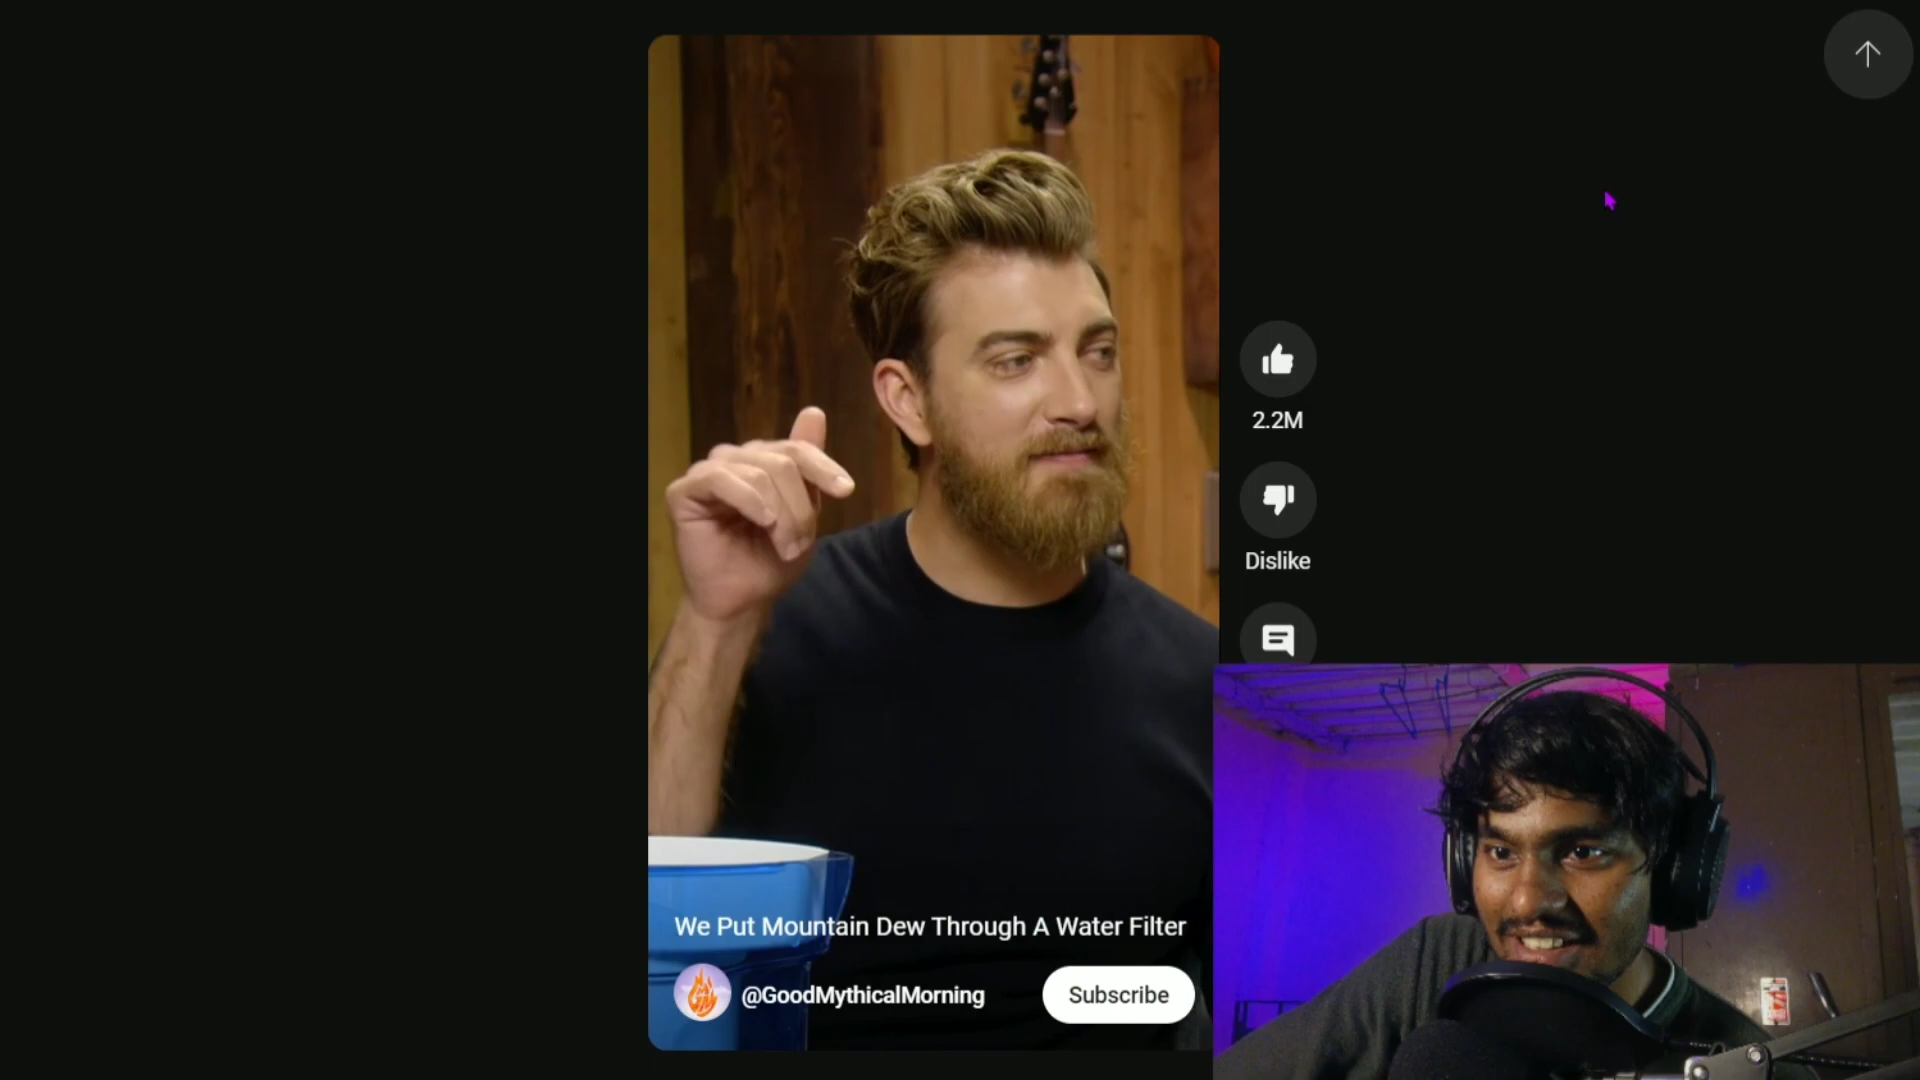 2.2M
Dislike
We Put Mountain Dew Through A Water Filter
@GoodMythicalMorning
Subscribe